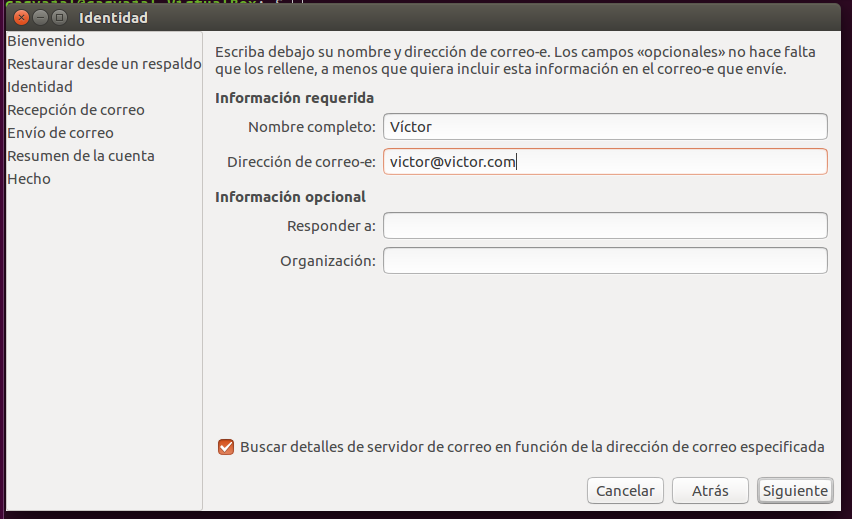 Identidad
Bienvenido
Restaurar desde un respaldo
Identidad
Recepción de correo
Envío de correo
Resumen de la cuenta
Hecho
Escriba debajo su nombre y dirección de correo-e. Los campos «opcionales» no hace falta
que los rellene, a menos que quiera incluir esta información en el correo-e que envíe.
Información requerida
Nombre completo: Víctor
Dirección de correo-e: victor@victor.com
Información opcional
Responder a:
Organización:
Buscar detalles de servidor de correo en función de la dirección de correo especificada
Cancelar Atrás Siguiente